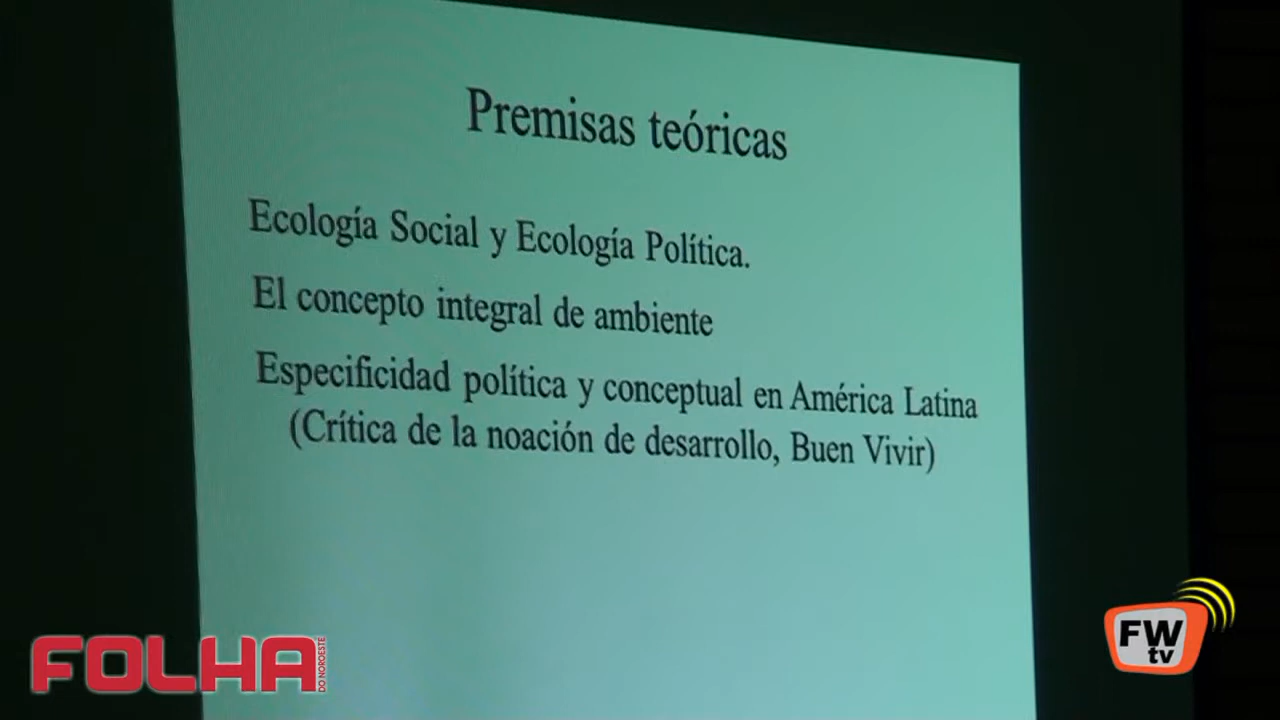 Premisas teóricas
Ecología Social y Ecología Política.
El concepto integral de ambiente
Especificidad política y conceptual en América Latina
(Crítica de la noación de desarrollo, Buen Vivir)
FOLHA
DO NOROESTE
FW
tv